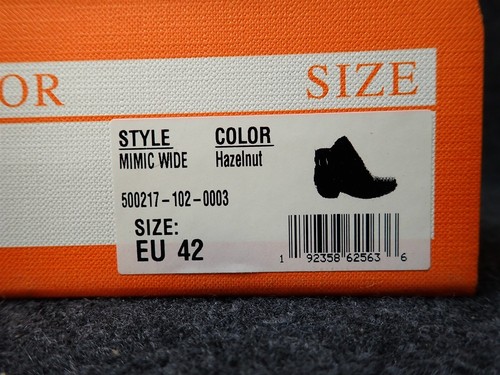 OR SIZE
STYLE COLOR
MIMIC WIDE Hazelnut
500217-102-0003
SIZE:
EU 42
1 92358 62563 6